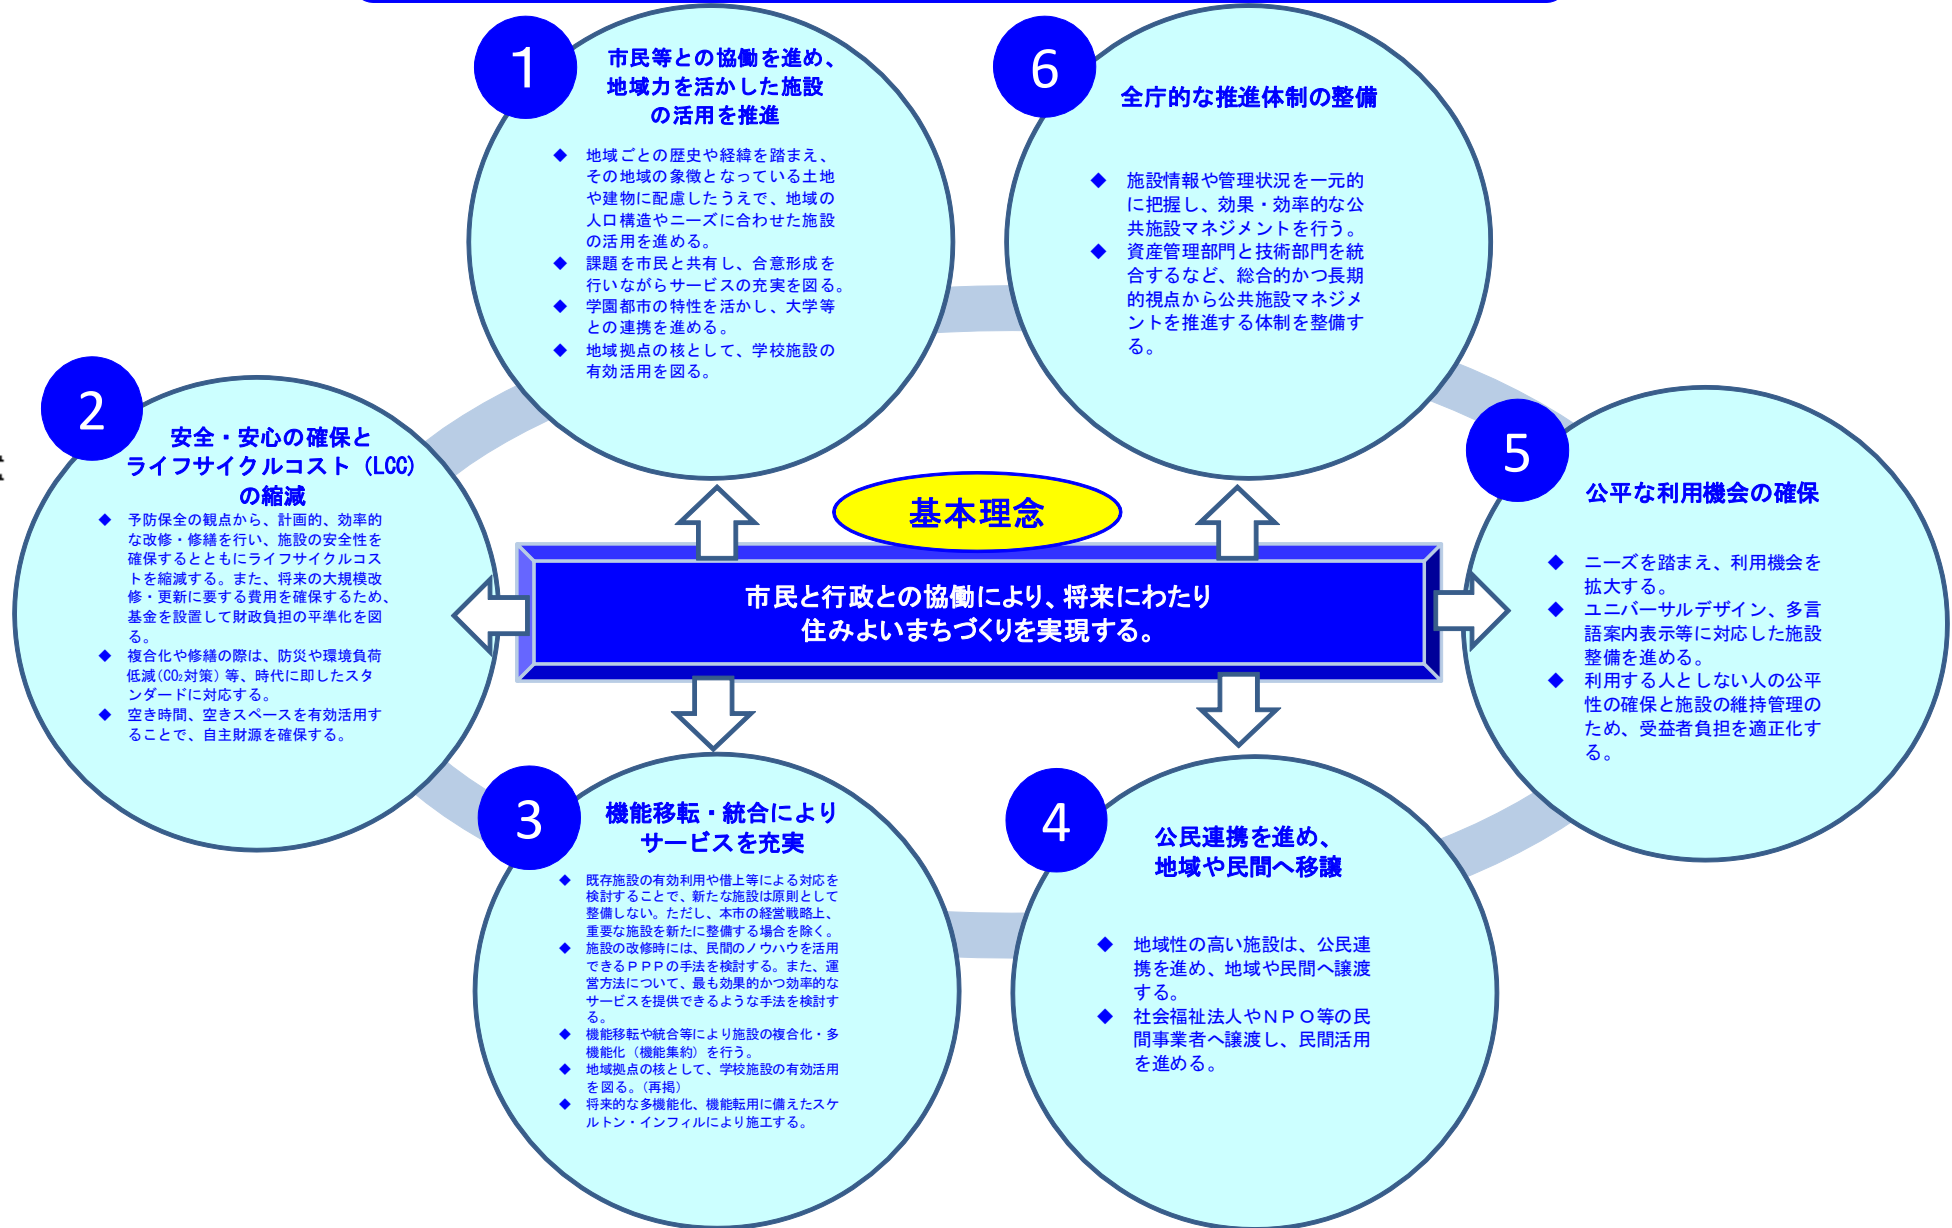 1
市民等との協働を進め、
地域力を活かした施設
の活用を推進
◆ 地域ごとの歴史や経緯を踏まえ、
その地域の象徴となっている土地
や建物に配慮したうえで、地域の
人口構造やニーズに合わせた施設
の活用を進める。
◆ 課題を市民と共有し、合意形成を
行いながらサービスの充実を図る。
◆ 学園都市の特性を活かし、大学等
との連携を進める。
◆ 地域拠点の核として、学校施設の
有効活用を図る。
6
全庁的な推進体制の整備
◆ 施設情報や管理状況を一元的
に把握し、効果・効率的な公
共施設マネジメントを行う。
◆ 資産管理部門と技術部門を統
合するなど、総合的かつ長期
的視点から公共施設マネジメ
ントを推進する体制を整備す
る。
2
安全・安心の確保と
ライフサイクルコスト（LCC）
の縮減
◆ 予防保全の観点から、計画的、効率的
な改修・修繕を行い、施設の安全性を
確保するとともにライフサイクルコス
トを縮減する。また、将来の大規模改
修・更新に要する費用を確保するため、
基金を設置して財政負担の平準化を図
る。
◆ 複合化や修繕の際は、防災や環境負荷
低減(CO₂対策）等、時代に即したスタ
ンダードに対応する。
◆ 空き時間、空きスペースを有効活用す
ることで、自主財源を確保する。
基本理念
市民と行政との協働により、将来にわたり
住みよいまちづくりを実現する。
5
公平な利用機会の確保
◆ ニーズを踏まえ、利用機会を
拡大する。
◆ ユニバーサルデザイン、多言
語案内表示等に対応した施設
整備を進める。
◆ 利用する人としない人の公平
性の確保と施設の維持管理の
ため、受益者負担を適正化す
る。
3
機能移転・統合により
サービスを充実
◆ 既存施設の有効利用や借上等による対応を
検討することで、新たな施設は原則として
整備しない。ただし、本市の経営戦略上、
重要な施設を新たに整備する場合を除く。
◆ 施設の改修時には、民間のノウハウを活用
できるＰＰＰの手法を検討する。また、運
営方法について、最も効果的かつ効率的な
サービスを提供できるような手法を検討す
る。
◆ 機能移転や統合等により施設の複合化・多
機能化（機能集約）を行う。
◆ 地域拠点の核として、学校施設の有効活用
を図る。（再掲）
◆ 将来的な多機能化、機能転用に備えたスケ
ルトン・インフィルにより施工する。
4
公民連携を進め、
地域や民間へ移譲
◆ 地域性の高い施設は、公民連
携を進め、地域や民間へ譲渡
する。
◆ 社会福祉法人やＮＰＯ等の民
間事業者へ譲渡し、民間活用
を進める。